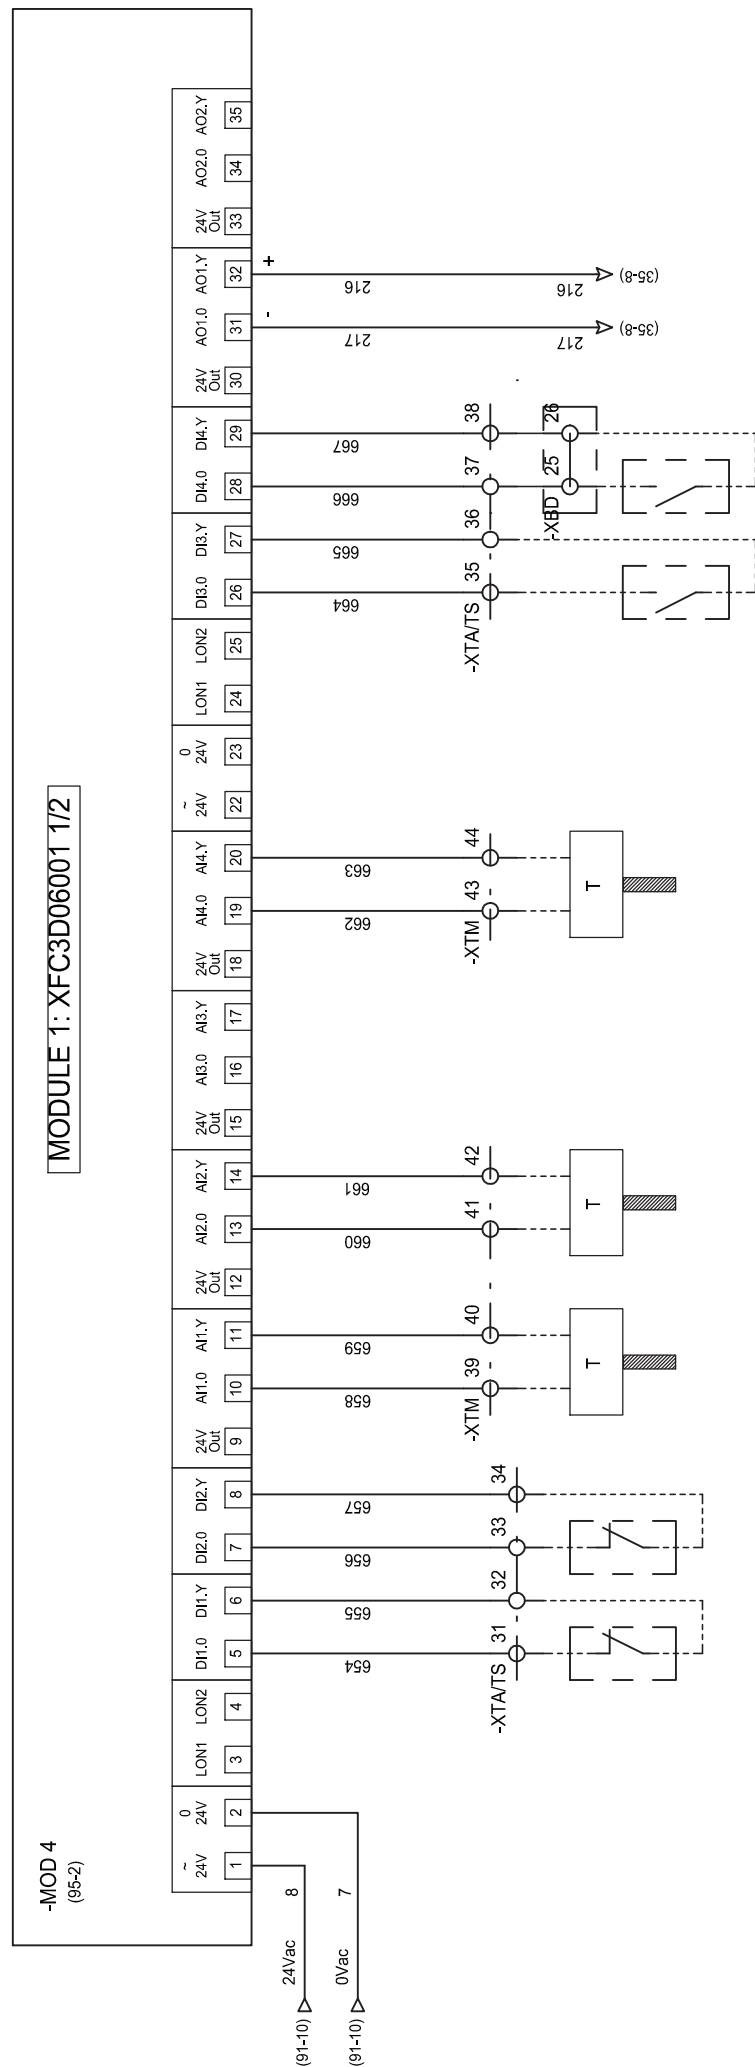 MODULE 1: XFC3D06001 1/2
-MOD 4
(95-2)
~
24V
1
0
24V
2
LON1
3
LON2
4
DI1.0
5
DI1.Y
6
DI2.0
7
DI2.Y
8
24V
Out
9
AI1.0
10
AI1.Y
11
24V
Out
12
AI2.0
13
AI2.Y
14
24V
Out
15
AI3.0
16
AI3.Y
17
24V
Out
18
AI4.0
19
AI4.Y
20
~
24V
22
0
24V
23
LON1
24
LON2
25
DI3.0
26
DI3.Y
27
DI4.0
28
DI4.Y
29
24V
Out
30
AO1.0
31
AO1.Y
32
24V
Out
33
AO2.0
34
AO2.Y
35
-
+
(91-10)
24Vac
8
(91-10)
0Vac
7
654
655
656
657
658
659
660
661
662
663
664
665
666
667
217
216
-XTA/TS
31
32
33
34
-XTM
39
40
41
42
-XTM
43
44
-XTA/TS
35
36
37
38
-XBD
25
26
217
216
(35-8)
(35-8)
T
T
T